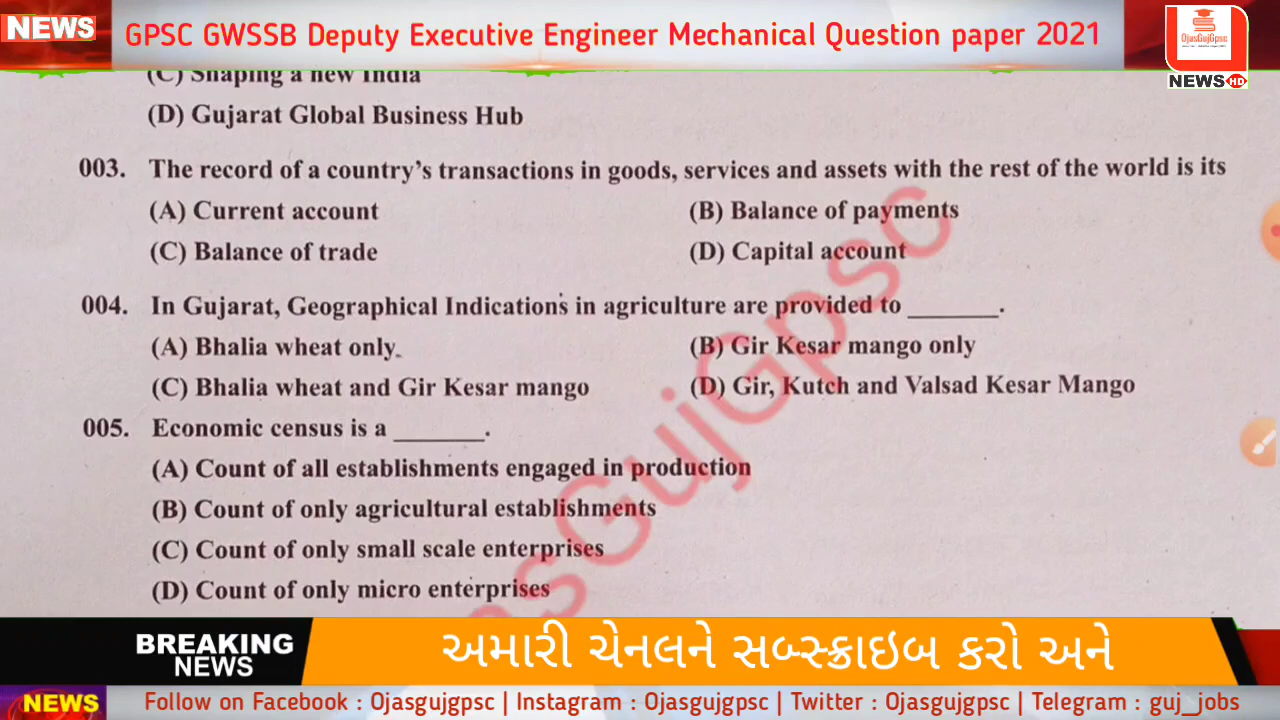 NEWS
GPSC GWSSB Deputy Executive Engineer Mechanical Question paper 2021
OjasGujGpsc
NEWS HD
(C) Shaping a new India
(D) Gujarat Global Business Hub
003. The record of a country's transactions in goods, services and assets with the rest of the world is its
(A) Current account (B) Balance of payments
(C) Balance of trade (D) Capital account
004. In Gujarat, Geographical Indications in agriculture are provided to _______.
(A) Bhalia wheat only (B) Gir Kesar mango only
(C) Bhalia wheat and Gir Kesar mango (D) Gir, Kutch and Valsad Kesar Mango
005. Economic census is a _______.
(A) Count of all establishments engaged in production
(B) Count of only agricultural establishments
(C) Count of only small scale enterprises
(D) Count of only micro enterprises
asGujGpsc
BREAKING
NEWS
અમારી ચેનલને સબ્સ્ક્રાઇબ કરો અને
NEWS
Follow on Facebook : Ojasgujgpsc | Instagram : Ojasgujgpsc | Twitter : Ojasgujgpsc | Telegram : guj_jobs